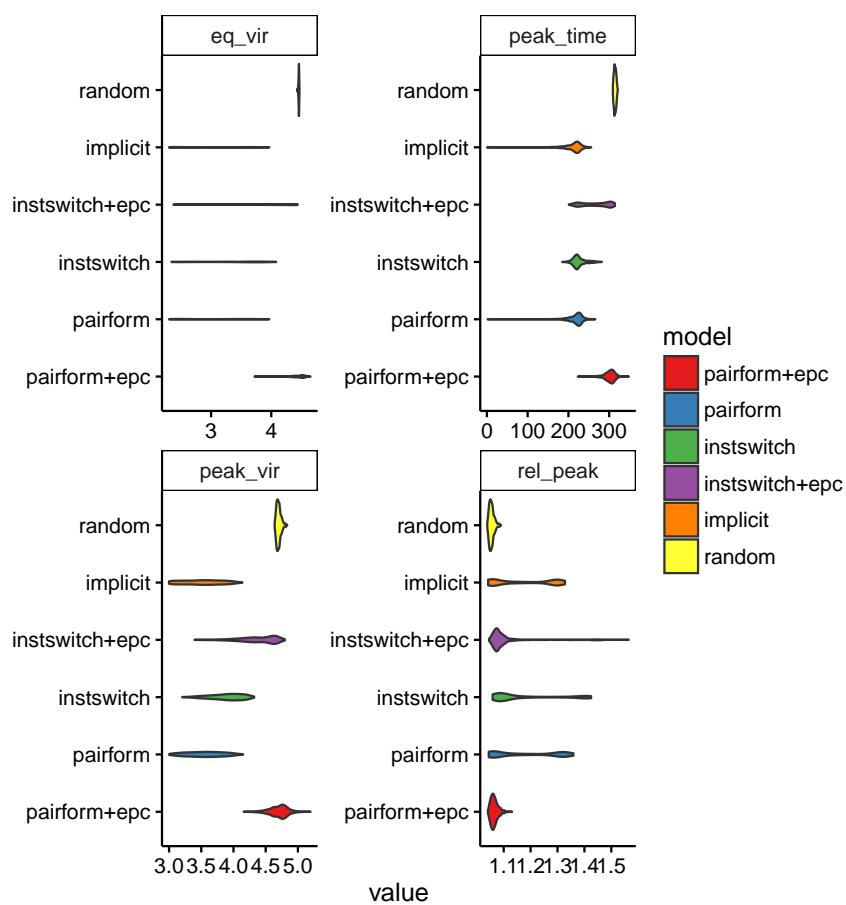 eq_vir
peak_time
random
implicit
instswitch+epc
instswitch
pairform
pairform+epc
3
4
random
implicit
instswitch+epc
instswitch
pairform
pairform+epc
0
100
200
300
peak_vir
rel_peak
random
implicit
instswitch+epc
instswitch
pairform
pairform+epc
3.0 3.5 4.0 4.5 5.0
random
implicit
instswitch+epc
instswitch
pairform
pairform+epc
1.11.21.31.41.5
value
model
pairform+epc
pairform
instswitch
instswitch+epc
implicit
random